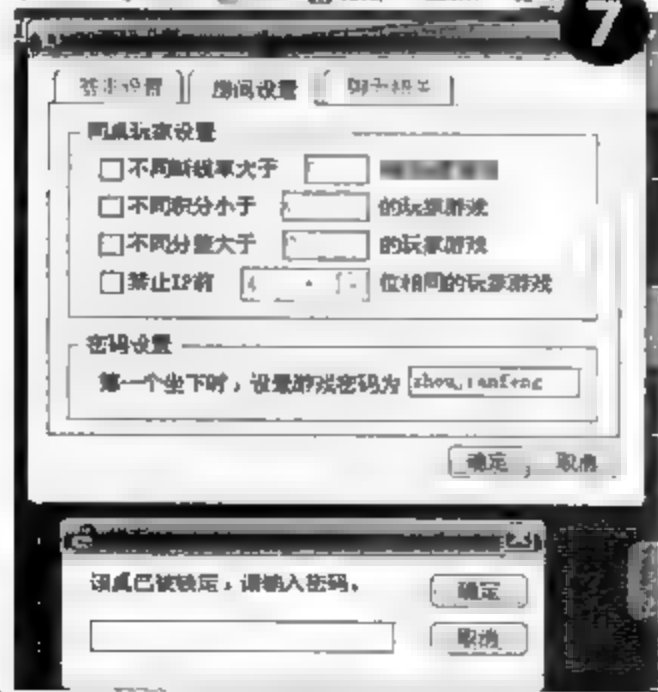 7
房间设置
同桌玩家设置
不同断线率大于
不同积分小于 的玩家游戏
不同分数大于 的玩家游戏
禁止IP前 4 位相同的玩家游戏
密码设置
第一个坐下时，设置游戏密码为
确定 取消
该桌已被锁定，请输入密码。
确定
取消